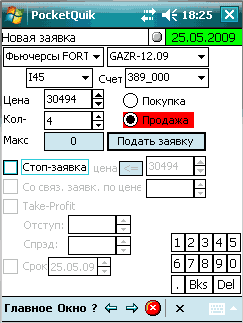 PocketQuik 18:25
Новая заявка 25.05.2009
Фьючерсы FORT GAZR-12.09
I45 Счет 389_000
Цена 30494 Покупка
Кол- 4 Продажа
Макс 0 Подать заявку
Стоп-заявка цена <= 30494
Со связ. заявк. по цене
Take-Profit
Отступ:
Спрэд:
Срок 25.05.09
1 2 3 4 5
6 7 8 9 0
. Bks Del
Главное Окно ?